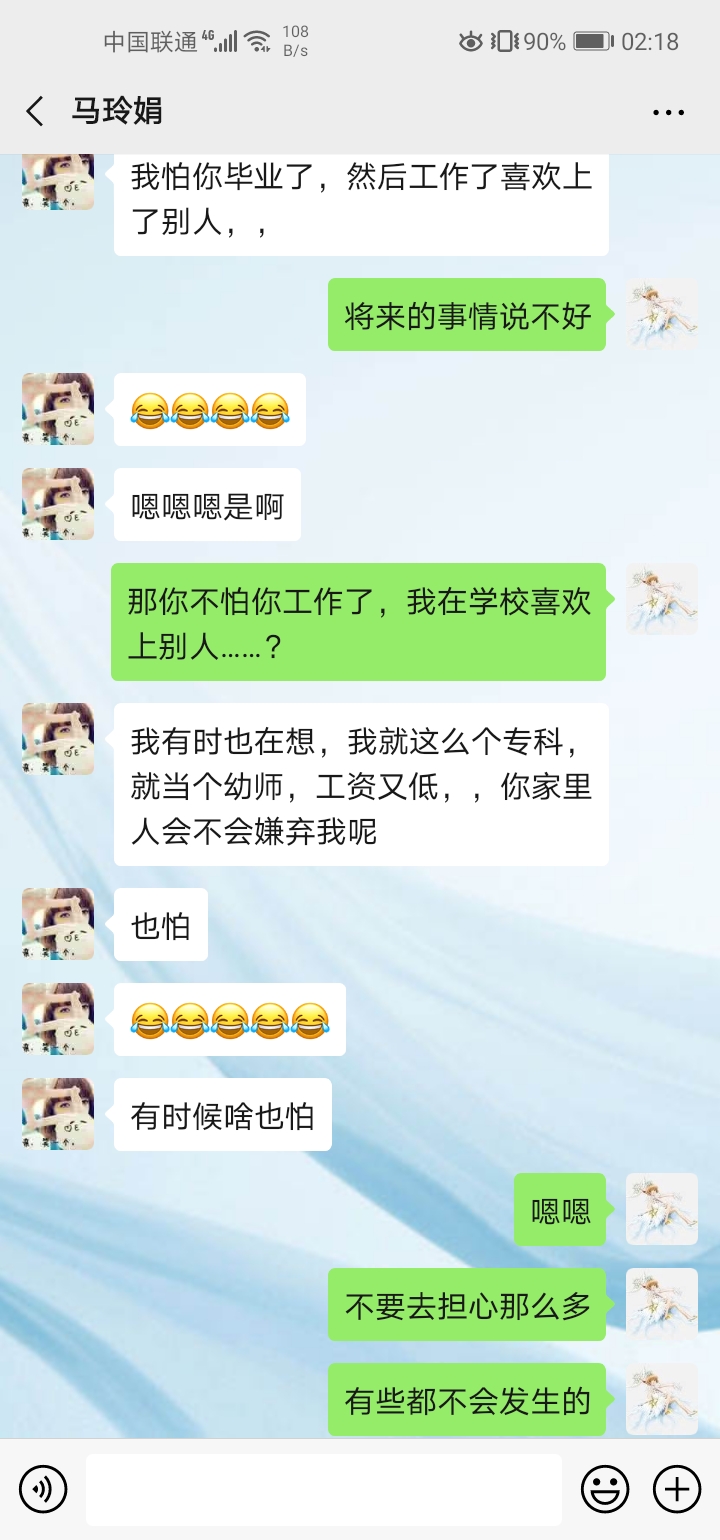 中国联通 4G 108 B/s 90% 02:18
马玲娟
我怕你毕业了，然后工作了喜欢上
了别人，，
将来的事情说不好
😂😂😂😂
嗯嗯嗯是啊
那你不怕你工作了，我在学校喜欢
上别人……？
我有时也在想，我就这么个专科，
就当个幼师，工资又低，，你家里
人会不会嫌弃我呢
也怕
😂😂😂😂😂
有时候啥也怕
嗯嗯
不要去担心那么多
有些都不会发生的